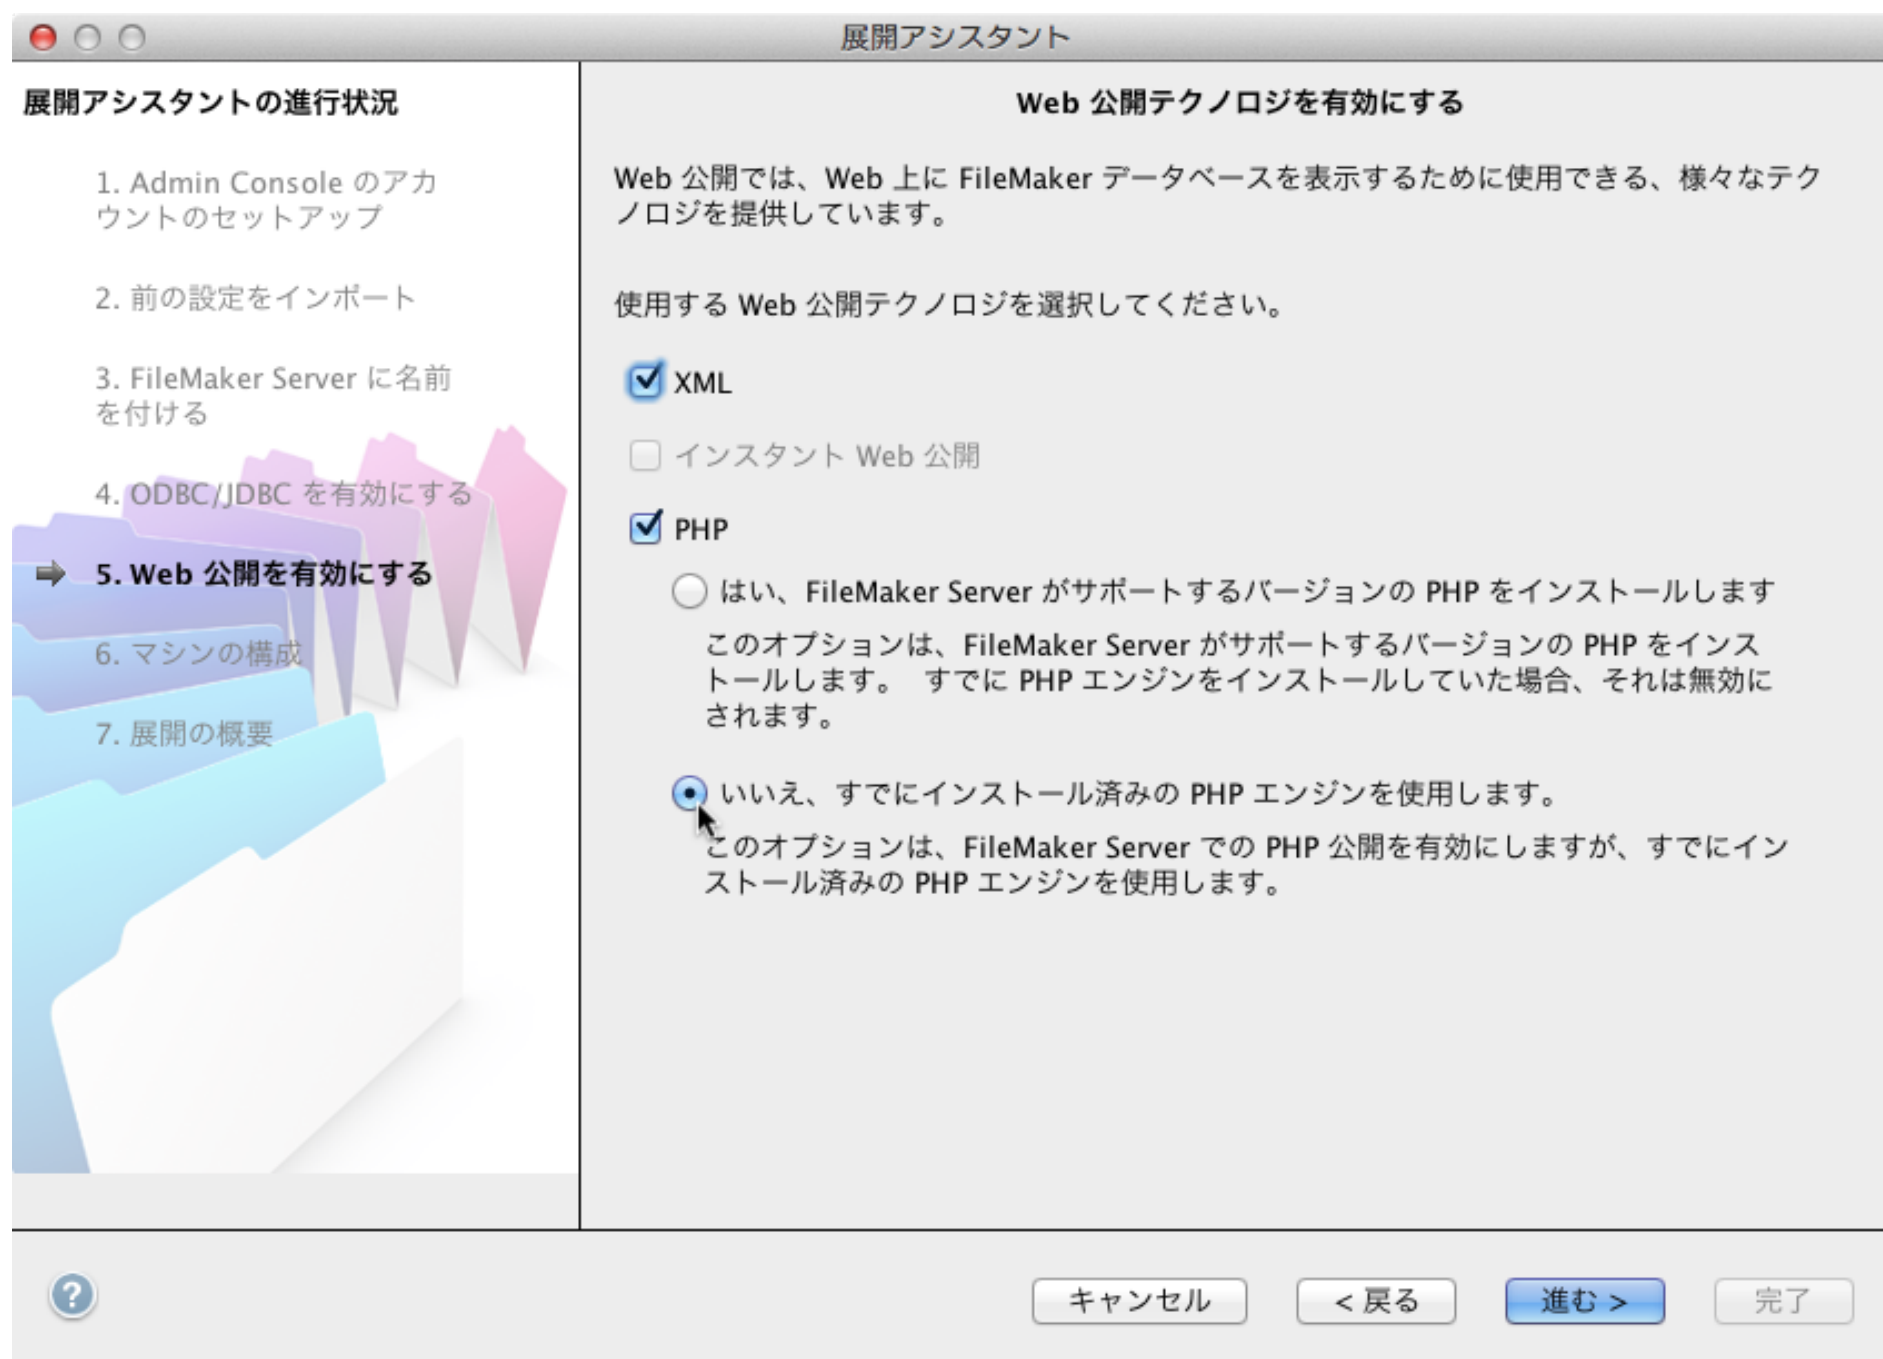 展開アシスタント
展開アシスタントの進行状況
1. Admin Console のアカ
ウントのセットアップ
2. 前の設定をインポート
3. FileMaker Server に名前
を付ける
4. ODBC/JDBC を有効にする
5. Web 公開を有効にする
6. マシンの構成
7. 展開の概要
Web 公開テクノロジを有効にする
Web 公開では、Web 上に FileMaker データベースを表示するために使用できる、様々なテク
ノロジを提供しています。
使用する Web 公開テクノロジを選択してください。
XML
インスタント Web 公開
PHP
はい、FileMaker Server がサポートするバージョンの PHP をインストールします
このオプションは、FileMaker Server がサポートするバージョンの PHP をインス
トールします。 すでに PHP エンジンをインストールしていた場合、それは無効に
されます。
いいえ、すでにインストール済みの PHP エンジンを使用します。
このオプションは、FileMaker Server での PHP 公開を有効にしますが、すでにイン
ストール済みの PHP エンジンを使用します。
?
キャンセル
< 戻る
進む >
完了